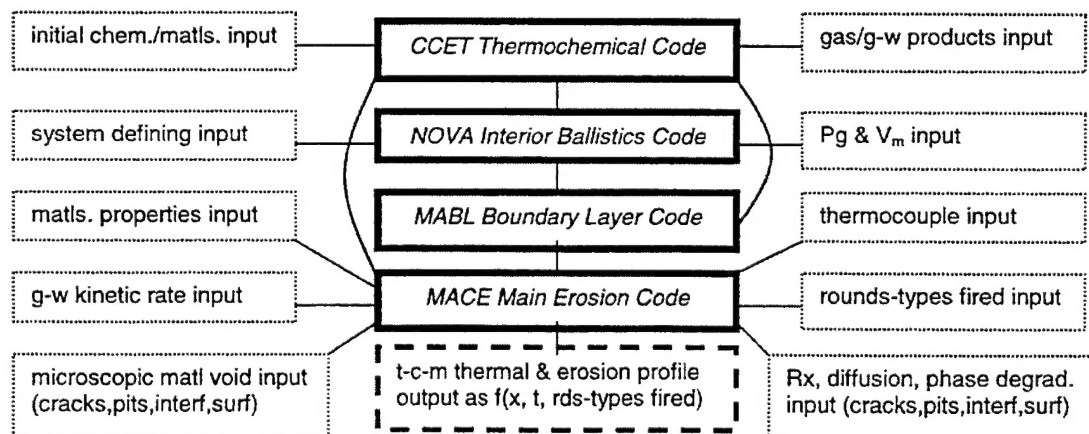 initial chem./matls. input
CCET Thermochemical Code
gas/g-w products input
system defining input
NOVA Interior Ballistics Code
Pg & Vm input
matls. properties input
MABL Boundary Layer Code
thermocouple input
g-w kinetic rate input
MACE Main Erosion Code
rounds-types fired input
microscopic matl void input
(cracks,pits,interf,surf)
t-c-m thermal & erosion profile
output as f(x, t, rds-types fired)
Rx, diffusion, phase degrad.
input (cracks,pits,interf,surf)